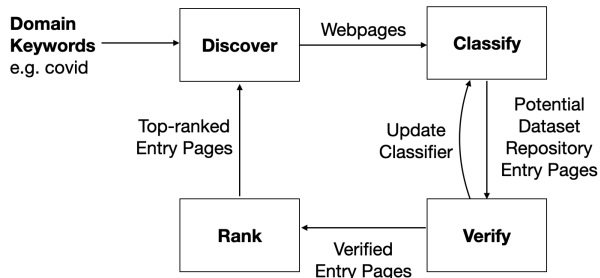 Domain
Keywords
e.g. covid
Discover
Webpages
Classify
Top-ranked
Entry Pages
Update
Classifier
Potential
Dataset
Repository
Entry Pages
Rank
Verified
Entry Pages
Verify